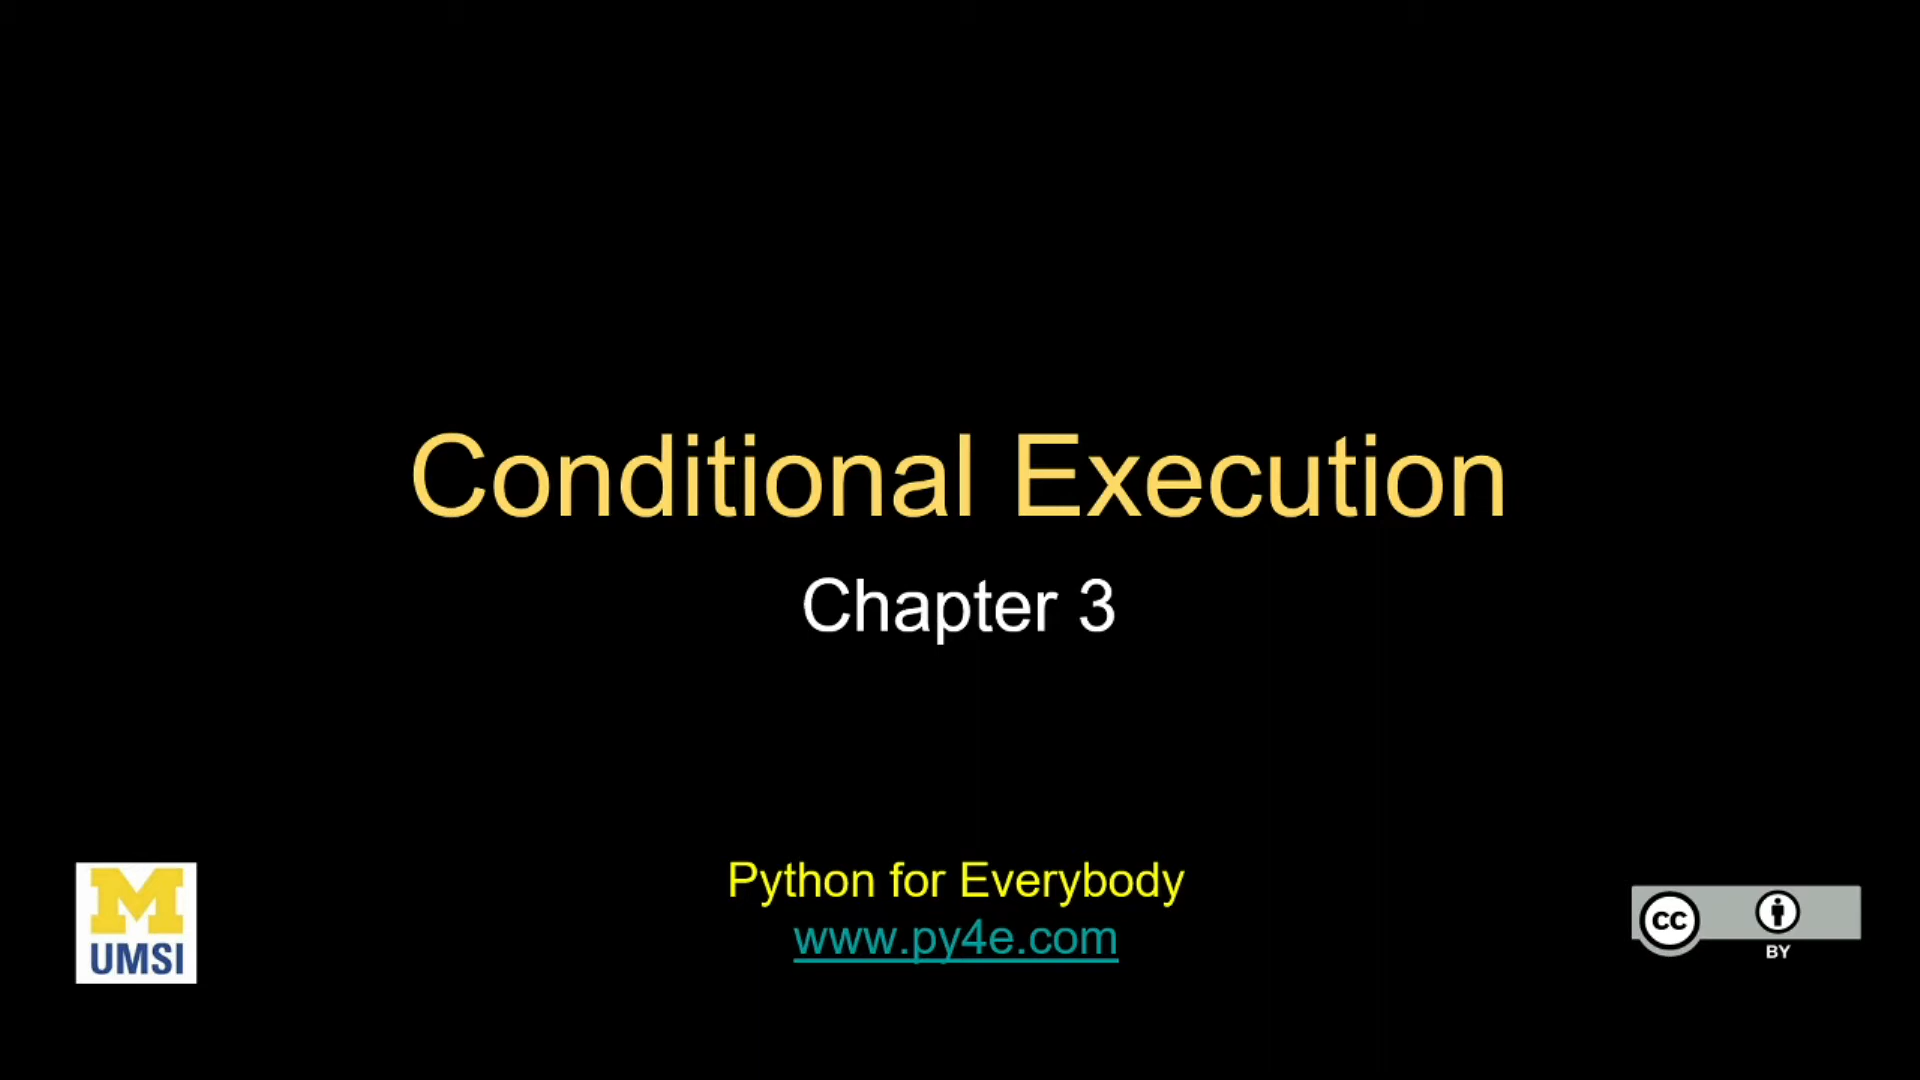 Conditional Execution
Chapter 3
Python for Everybody
www.py4e.com
M
UMSI
cc
BY